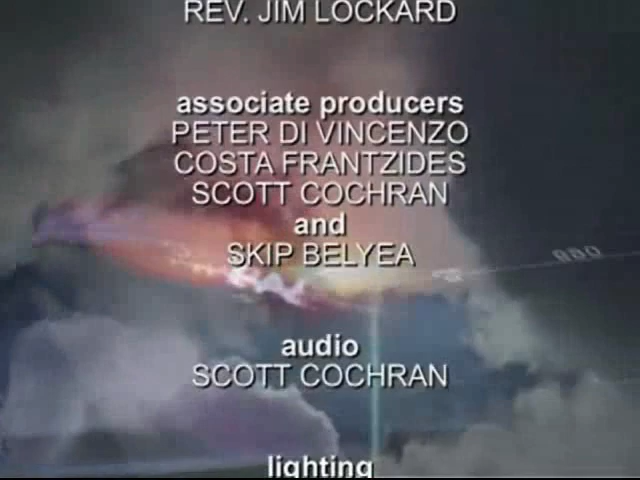 REV. JIM LOCKARD
associate producers
PETER DI VINCENZO
COSTA FRANTZIDES
SCOTT COCHRAN
and
SKIP BELYEA
audio
SCOTT COCHRAN
lighting